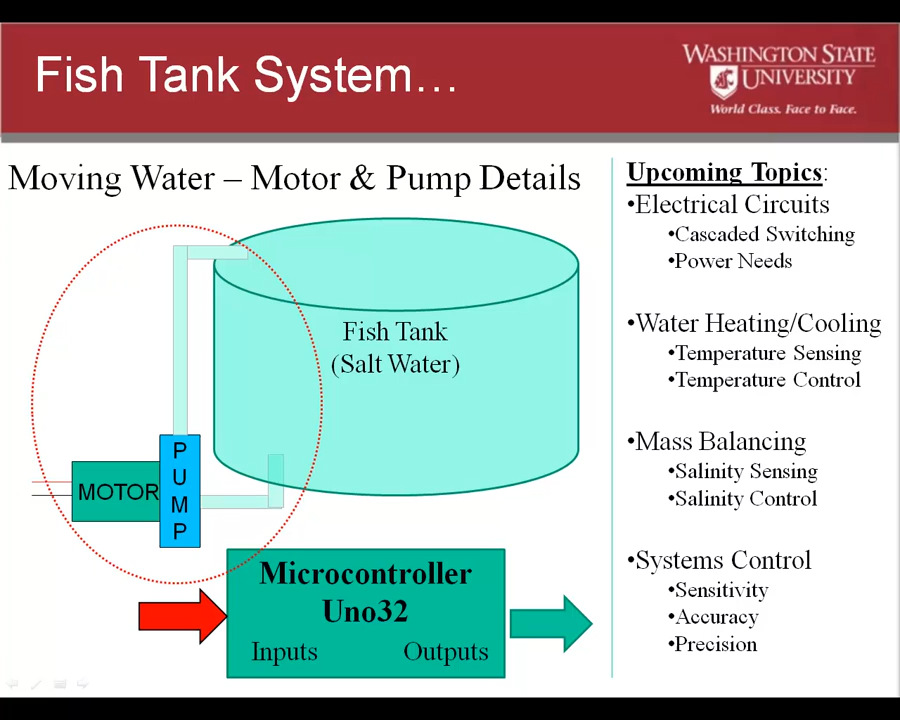 Fish Tank System…
WASHINGTON STATE
UNIVERSITY
World Class. Face to Face.
Moving Water – Motor & Pump Details
Fish Tank
(Salt Water)
PUMP
MOTOR
Microcontroller
Uno32
Inputs Outputs
Upcoming Topics:
•Electrical Circuits
•Cascaded Switching
•Power Needs
•Water Heating/Cooling
•Temperature Sensing
•Temperature Control
•Mass Balancing
•Salinity Sensing
•Salinity Control
•Systems Control
•Sensitivity
•Accuracy
•Precision